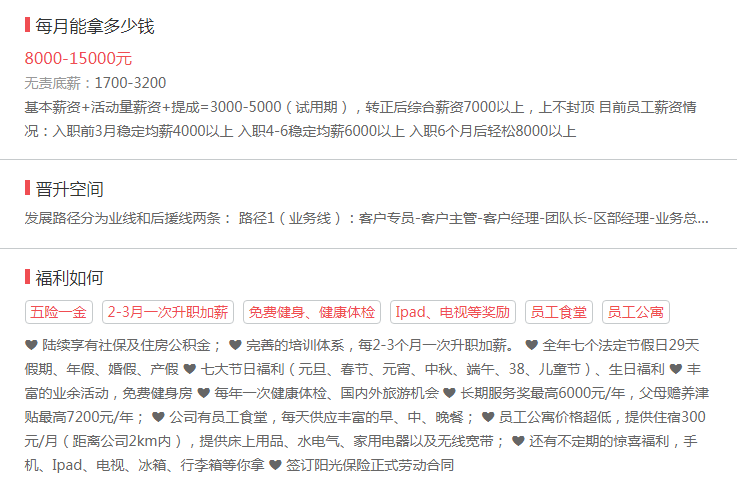 每月能拿多少钱
8000-15000元
无责底薪：1700-3200
基本薪资+活动量薪资+提成=3000-5000（试用期），转正后综合薪资7000以上，上不封顶 目前员工薪资情
况：入职前3月稳定均薪4000以上 入职4-6稳定均薪6000以上 入职6个月后轻松8000以上
晋升空间
发展路径分为业线和后援线两条： 路径1（业务线）：客户专员-客户主管-客户经理-团队长-区部经理-业务总...
福利如何
五险一金 2-3月一次升职加薪 免费健身、健康体检 Ipad、电视等奖励 员工食堂 员工公寓
❤ 陆续享有社保及住房公积金； ❤ 完善的培训体系，每2-3个月一次升职加薪。 ❤ 全年七个法定节假日29天
假期、年假、婚假、产假 ❤ 七大节日福利（元旦、春节、元宵、中秋、端午、38、儿童节）、生日福利 ❤ 丰
富的业余活动，免费健身房 ❤ 每年一次健康体检、国内外旅游机会 ❤ 长期服务奖最高6000元/年，父母赡养津
贴最高7200元/年； ❤ 公司有员工食堂，每天供应丰富的早、中、晚餐； ❤ 员工公寓价格超低，提供住宿300
元/月（距离公司2km内），提供床上用品、水电气、家用电器以及无线宽带； ❤ 还有不定期的惊喜福利，手
机、Ipad、电视、冰箱、行李箱等你拿 ❤ 签订阳光保险正式劳动合同